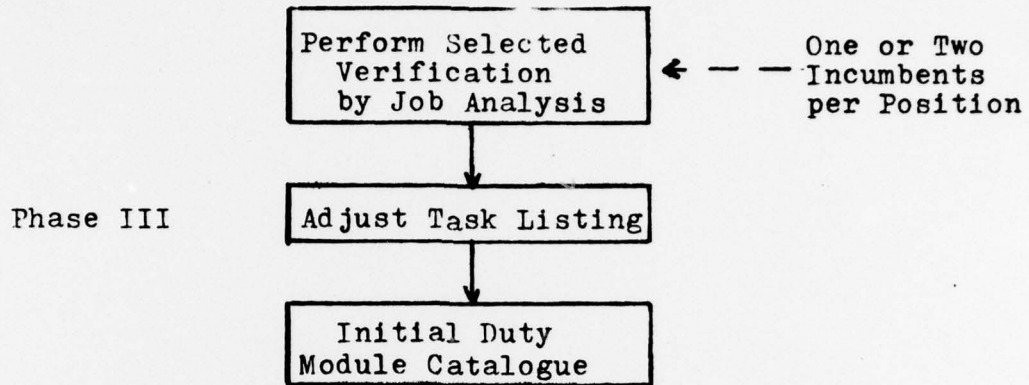 Perform Selected
Verification
by Job Analysis
One or Two
Incumbents
per Position
Phase III
Adjust Task Listing
Initial Duty
Module Catalogue